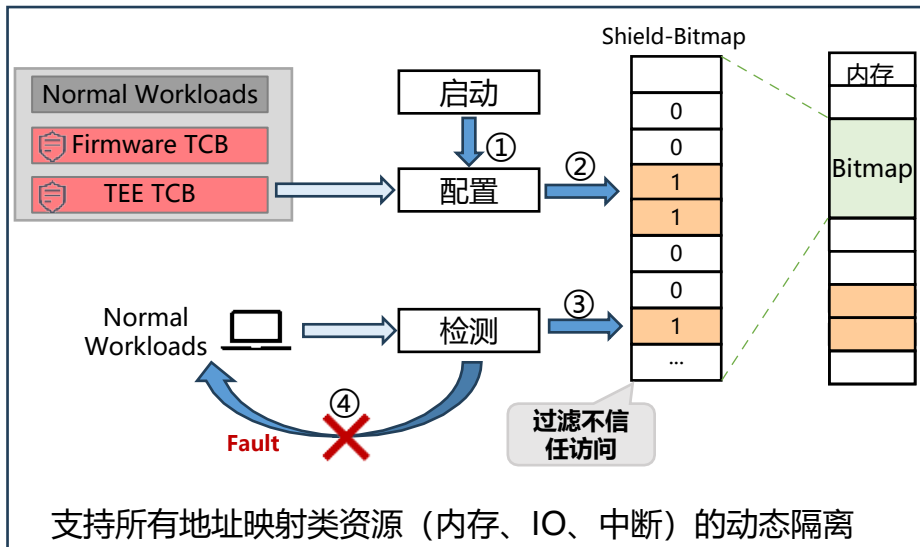 Shield-Bitmap
Normal Workloads
Firmware TCB
TEE TCB
启动
①
配置
②
0
0
1
1
0
0
1
...
内存
Bitmap
Normal
Workloads
检测
③
④
Fault
过滤不信
任访问
支持所有地址映射类资源（内存、IO、中断）的动态隔离